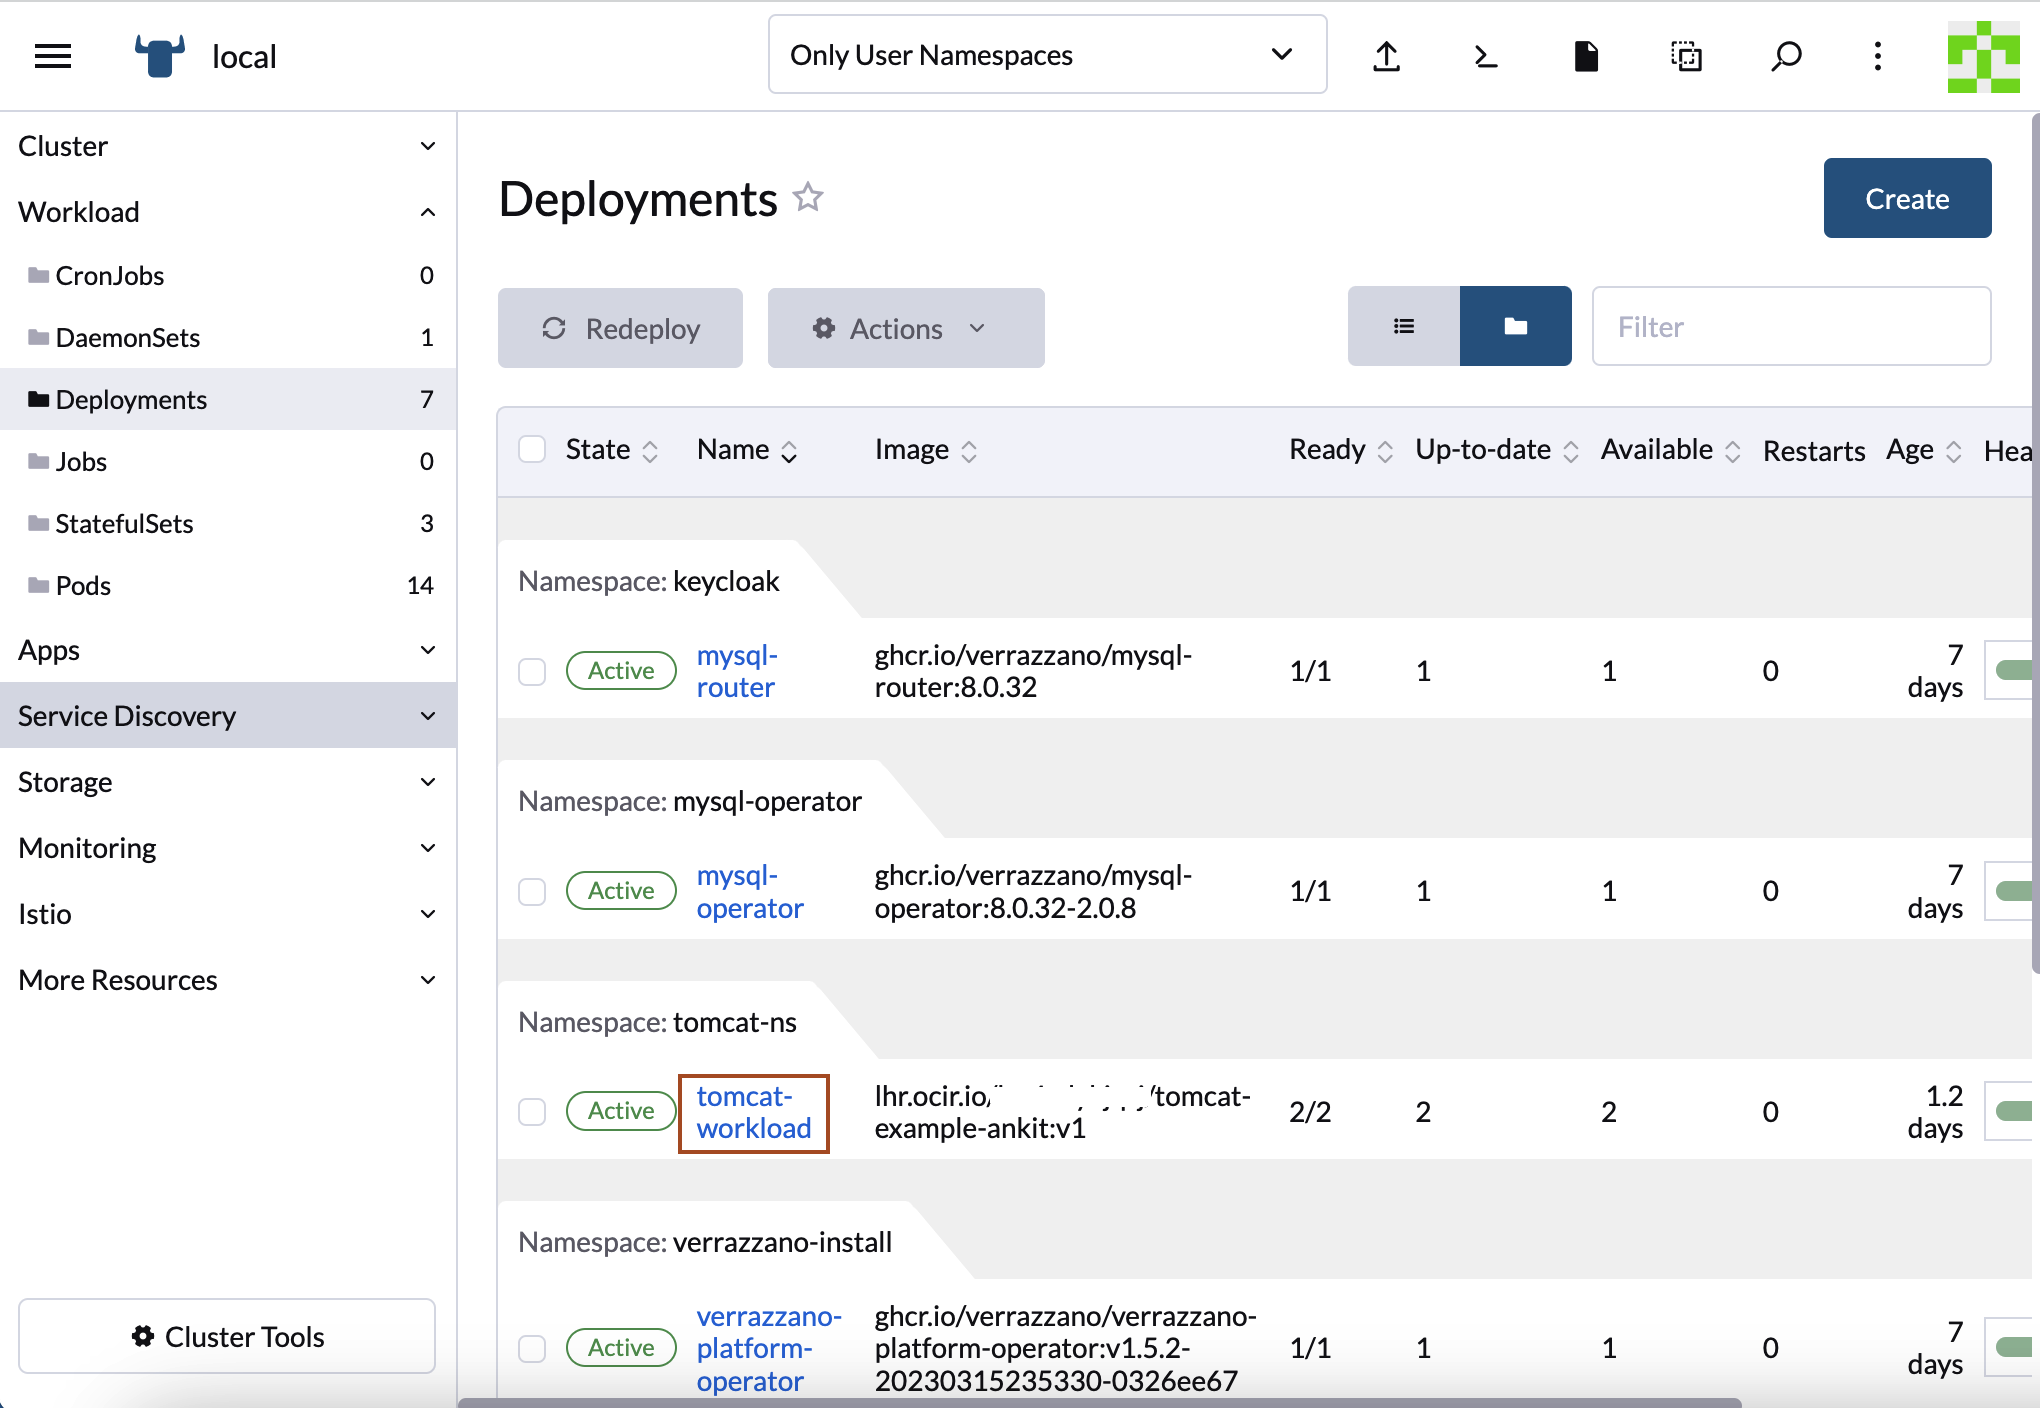 local
Only User Namespaces
Cluster
Workload
CronJobs 0
DaemonSets 1
Deployments 7
Jobs 0
StatefulSets 3
Pods 14
Apps
Service Discovery
Storage
Monitoring
Istio
More Resources
Cluster Tools
Deployments
Create
Redeploy
Actions
Filter
State Name Image Ready Up-to-date Available Restarts Age Hea
Namespace: keycloak
Active mysql- ghcr.io/verrazzano/mysql- 1/1 1 1 0 7
router router:8.0.32 days
Namespace: mysql-operator
Active mysql- ghcr.io/verrazzano/mysql- 1/1 1 1 0 7
operator operator:8.0.32-2.0.8 days
Namespace: tomcat-ns
Active tomcat- lhr.ocir.io/ /tomcat- 2/2 2 2 0 1.2
workload example-ankit:v1 days
Namespace: verrazzano-install
verrazzano- ghcr.io/verrazzano/verrazzano- 7
Active platform- platform-operator:v1.5.2- 1/1 1 1 0 days
operator 20230315235330-0326ee67